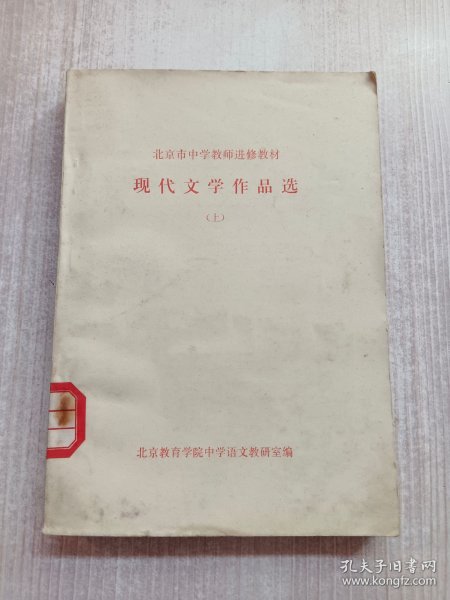 北京市中学教师进修教材
现代文学作品选
（上）
北京教育学院中学语文教研室编
孔夫子旧书网
www.kongfz.com